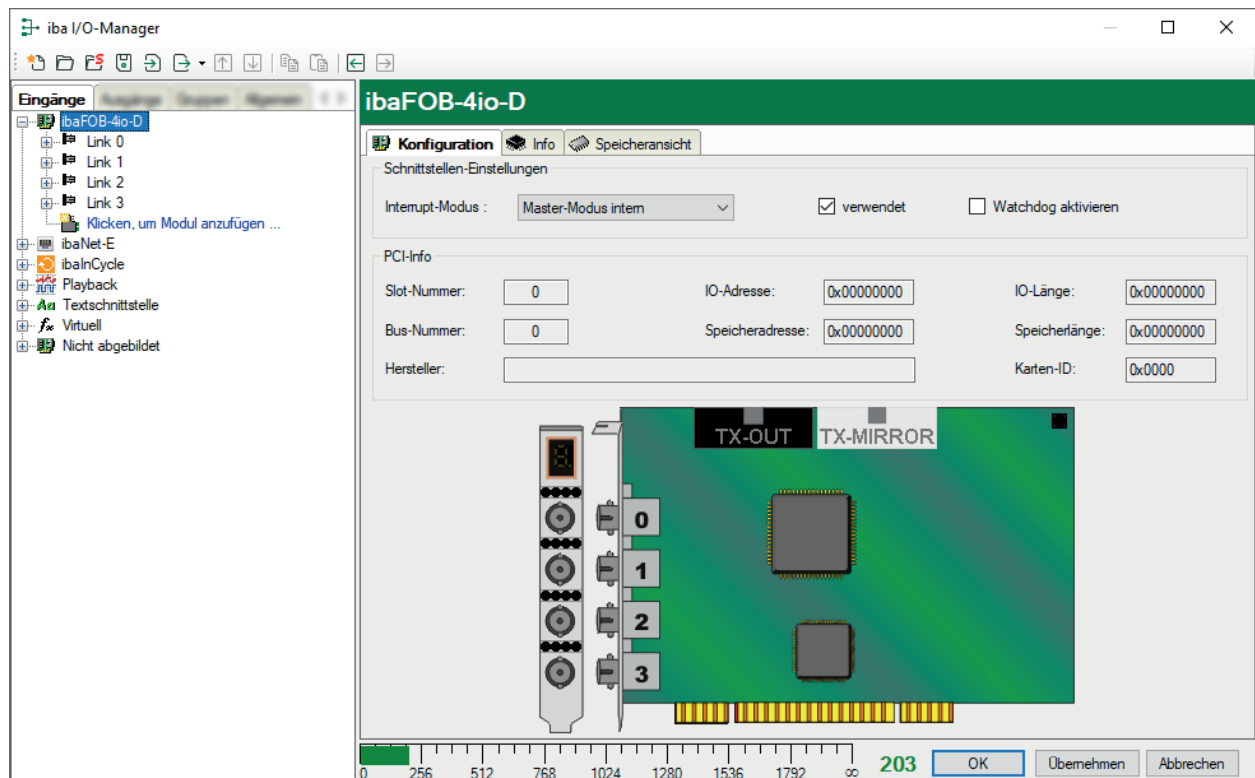 iba I/O-Manager
Eingänge
ibaFOB-4io-D
Link 0
Link 1
Link 2
Link 3
Klicken, um Modul anzufügen ...
ibaNet-E
ibaInCycle
Playback
Textschnittstelle
Virtuell
Nicht abgebildet
ibaFOB-4io-D
Konfiguration Info Speicheransicht
Schnittstellen-Einstellungen
Interrupt-Modus : Master-Modus intern verwendet Watchdog aktivieren
PCI-Info
Slot-Nummer: 0 IO-Adresse: 0x00000000 IO-Länge: 0x00000000
Bus-Nummer: 0 Speicheradresse: 0x00000000 Speicherlänge: 0x00000000
Hersteller: Karten-ID: 0x0000
TX-OUT TX-MIRROR
0
1
2
3
0 256 512 768 1024 1280 1536 1792 ∞ 203 OK Übernehmen Abbrechen